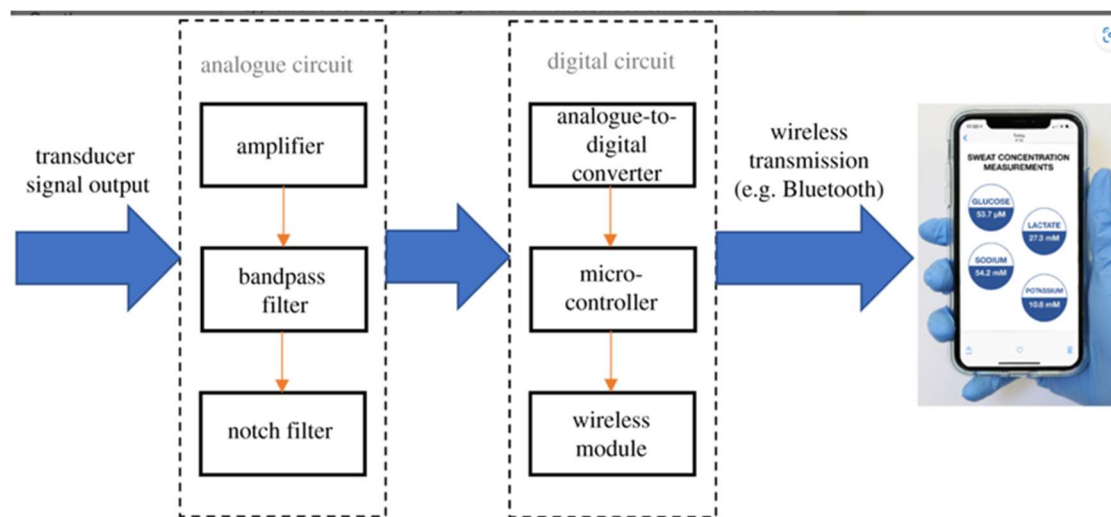 analogue circuit
amplifier
bandpass
filter
notch filter
transducer
signal output
digital circuit
analogue-to-
digital
converter
micro-
controller
wireless
module
wireless
transmission
(e.g. Bluetooth)
Today
SWEAT CONCENTRATION
MEASUREMENTS
GLUCOSE
53.7 µM
LACTATE
27.3 mM
SODIUM
54.2 mM
POTASSIUM
10.6 mM